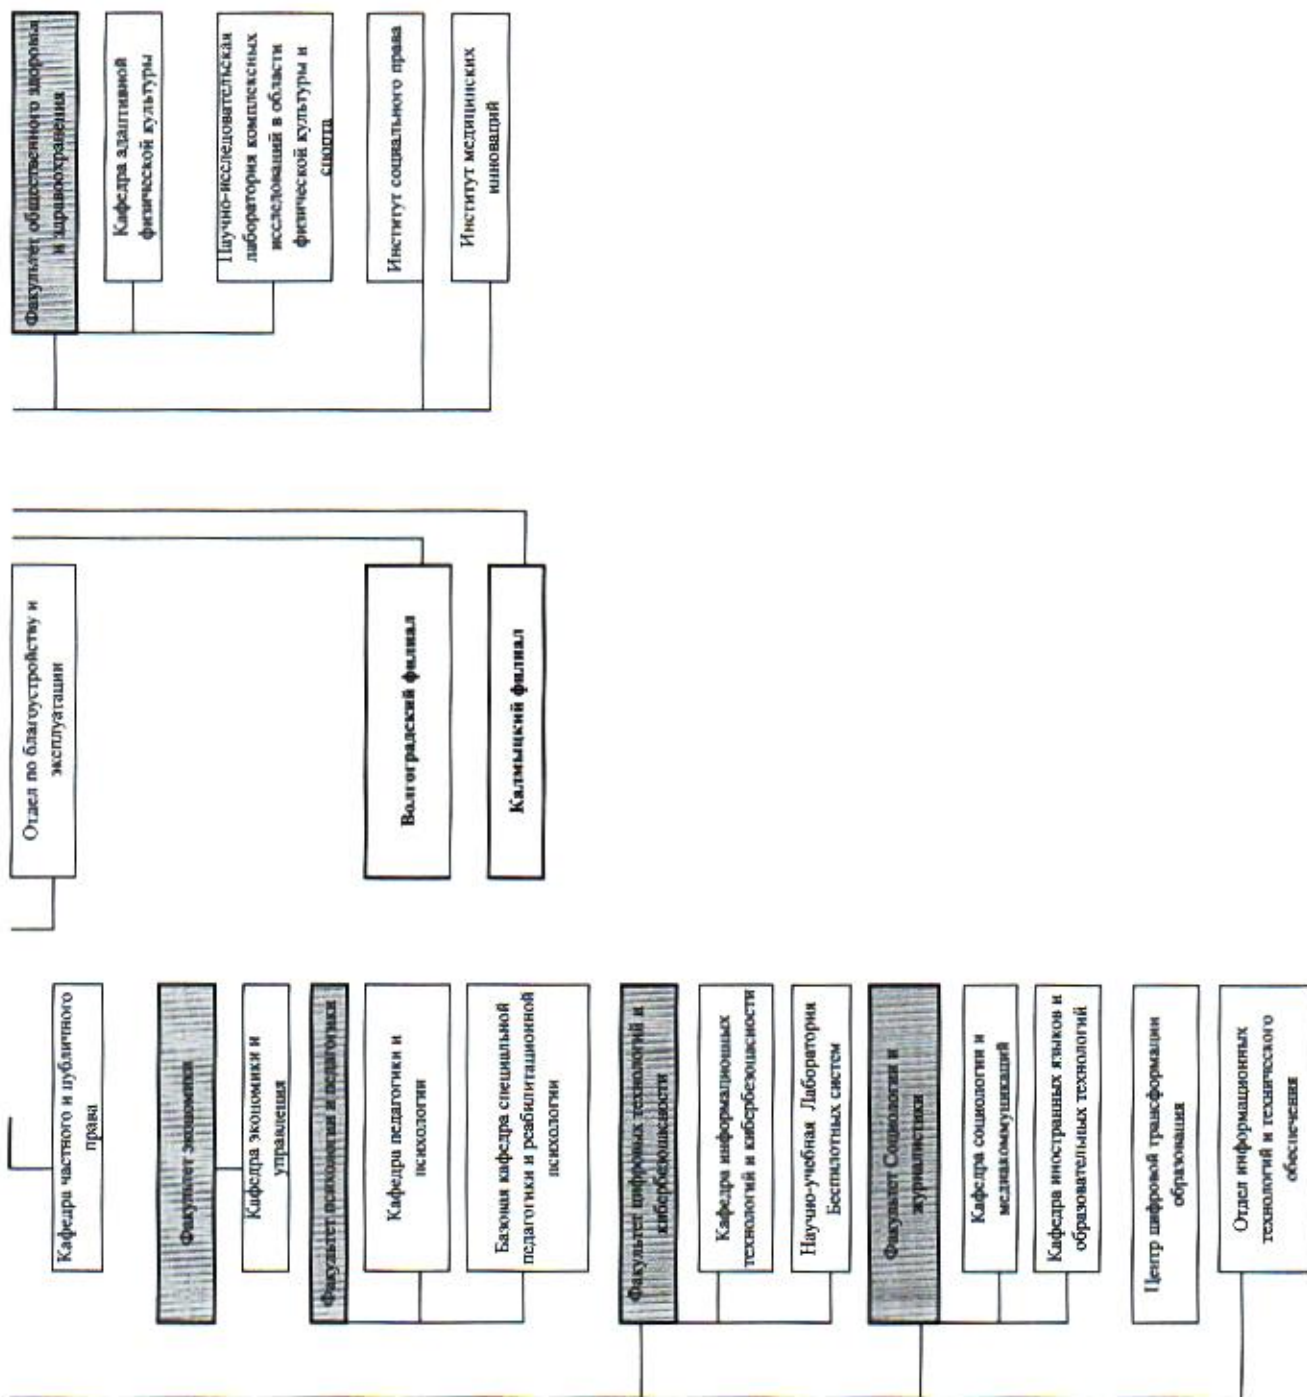 Факультет общественного здоровья
и здравоохранения
Кафедра адаптивной
физической культуры
Научно-исследовательская
лаборатория комплексных
исследований в области
физической культуры и
спорта
Институт социального права
Институт медицинских
инноваций
Отдел по благоустройству и
эксплуатации
Волгоградский филиал
Калмыцкий филиал
Кафедра частного и публичного
права
Факультет экономики
Кафедра экономики и
управления
Факультет психологии и педагогики
Кафедра педагогики и
психологии
Базовая кафедра специальной
педагогики и реабилитационной
психологии
Факультет цифровых технологий и
кибербезопасности
Кафедра информационных
технологий и кибербезопасности
Научно-учебная Лаборатория
Беспилотных систем
Факультет Социологии и
журналистики
Кафедра социологии и
медиакоммуникаций
Кафедра иностранных языков и
образовательных технологий
Центр цифровой трансформации
образования
Отдел информационных
технологий и технического
обеспечения